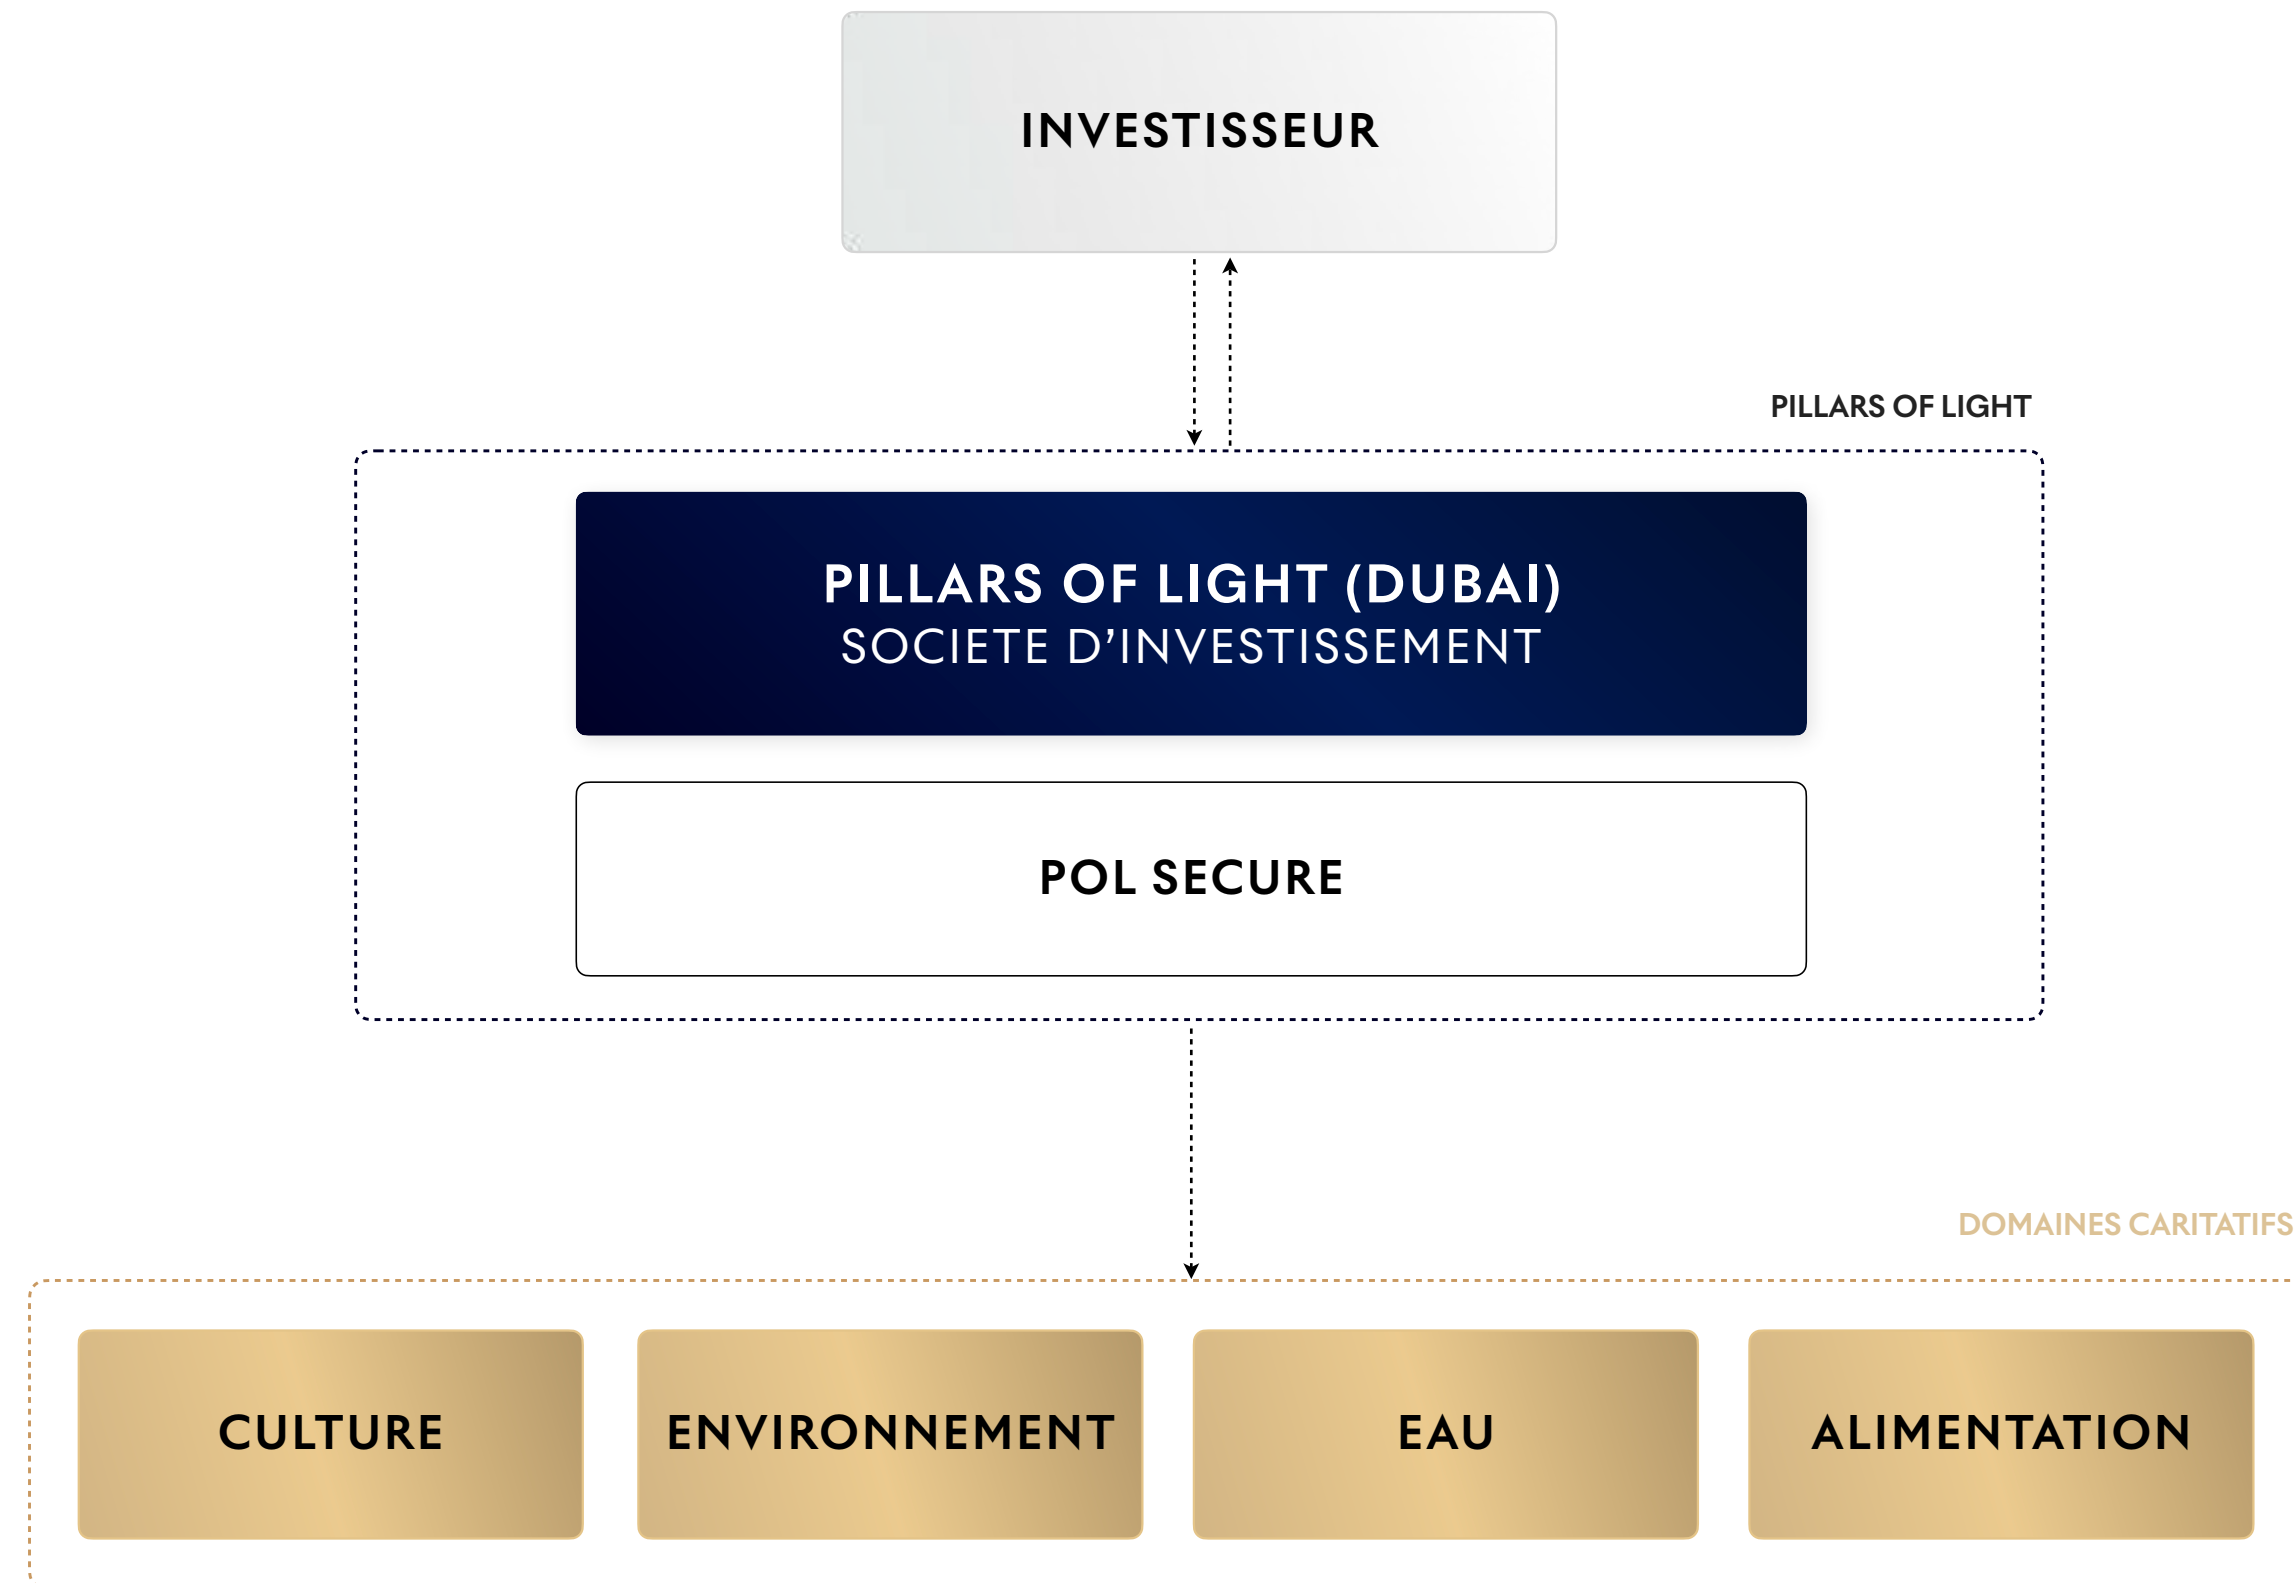 INVESTISSEUR
PILLARS OF LIGHT
PILLARS OF LIGHT (DUBAI)
SOCIETE D’INVESTISSEMENT
POL SECURE
DOMAINES CARITATIFS
CULTURE
ENVIRONNEMENT
EAU
ALIMENTATION